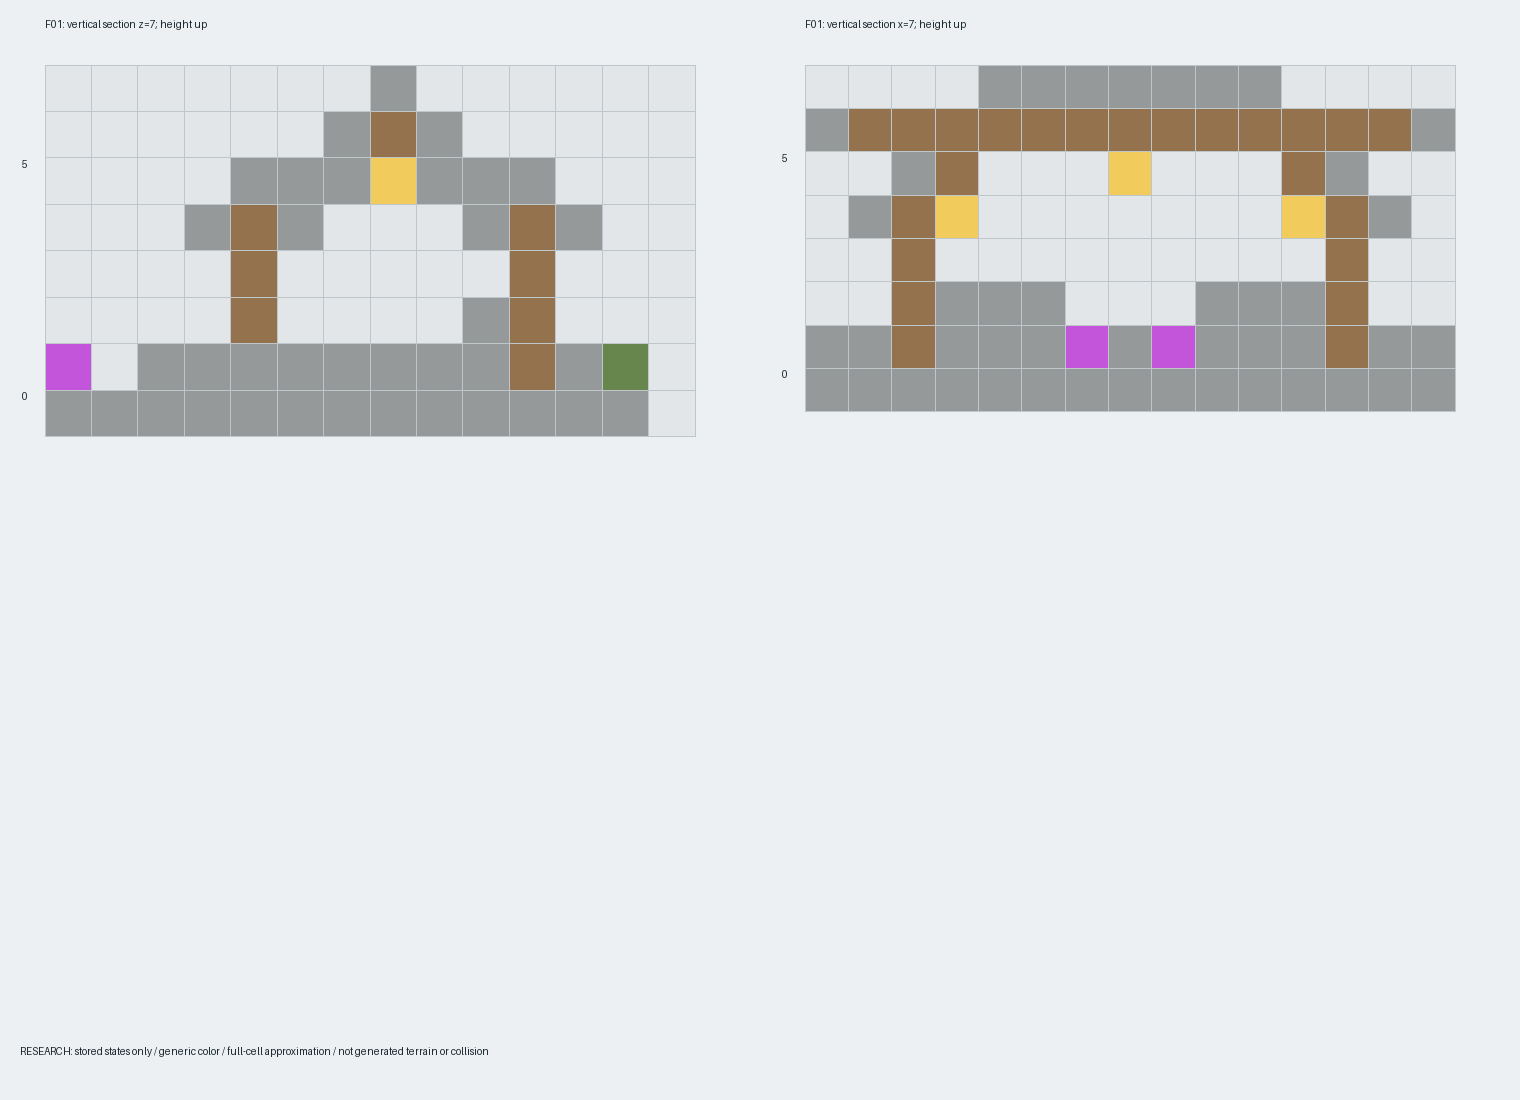 F01: vertical section z=7; height up
F01: vertical section x=7; height up
5
5
0
0
RESEARCH: stored states only / generic color / full-cell approximation / not generated terrain or collision